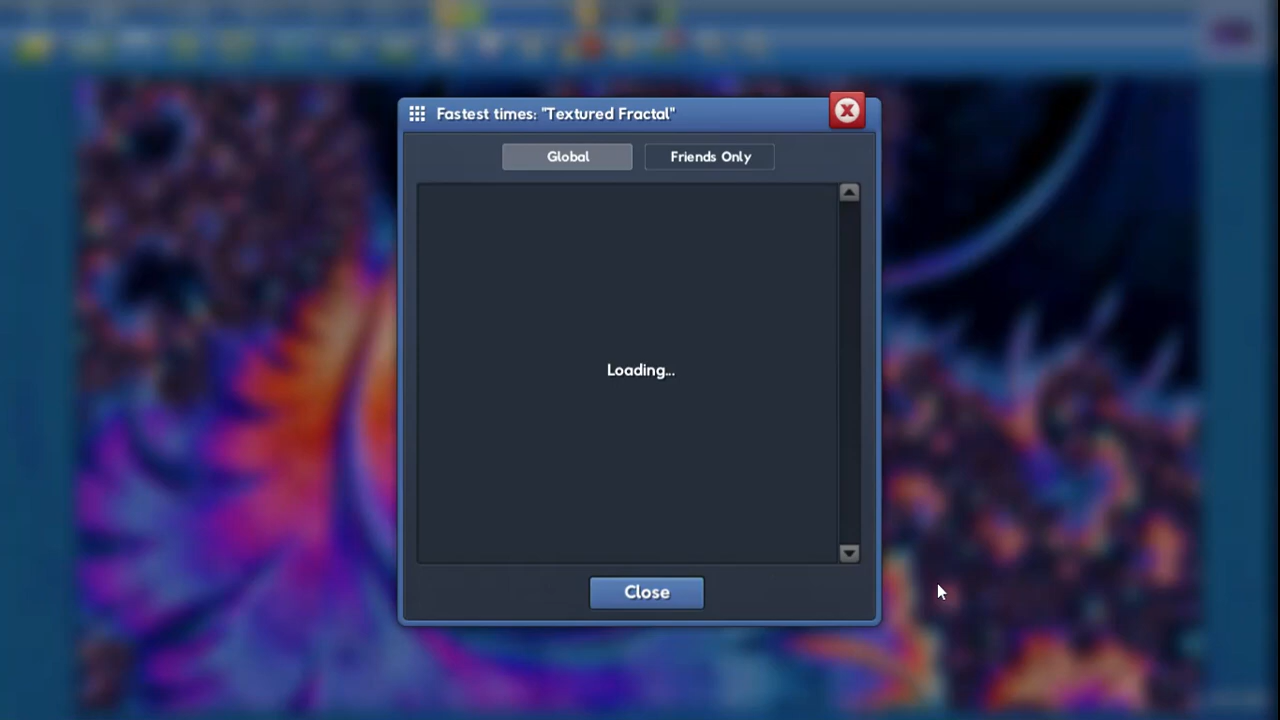 Fastest times: "Textured Fractal"
Global
Friends Only
Loading...
Close